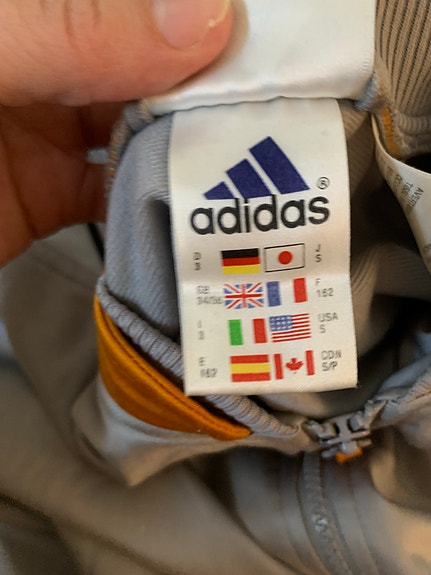 adidas®
D J
3 S
GB F
34/36 162
I USA
3 S
E CDN
162 S/P